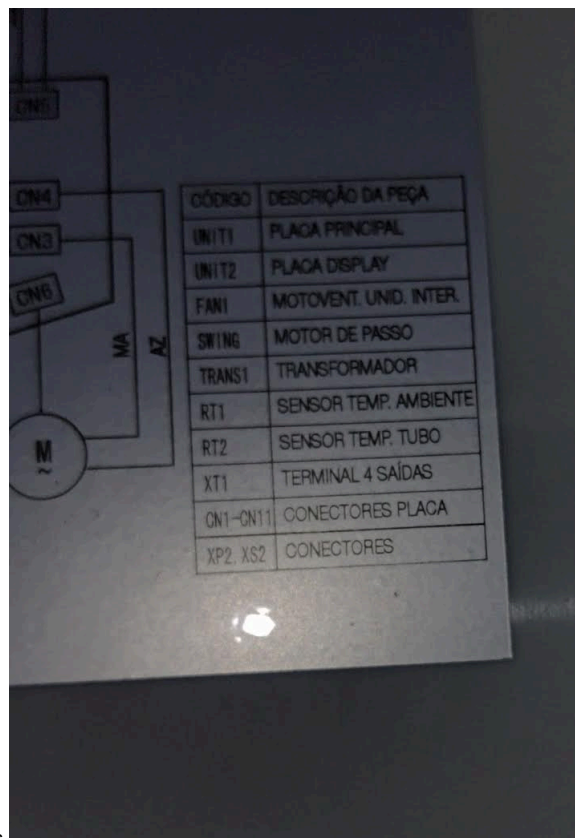 CN5
CN4
CN3
CN6
MA
AZ
M
~
CÓDIGO DESCRIÇÃO DA PEÇA
UNIT1 PLACA PRINCIPAL
UNIT2 PLACA DISPLAY
FAN1 MOTOVENT. UNID. INTER.
SWING MOTOR DE PASSO
TRANS1 TRANSFORMADOR
RT1 SENSOR TEMP. AMBIENTE
RT2 SENSOR TEMP. TUBO
XT1 TERMINAL 4 SAÍDAS
CN1-CN11 CONECTORES PLACA
XP2, XS2 CONECTORES